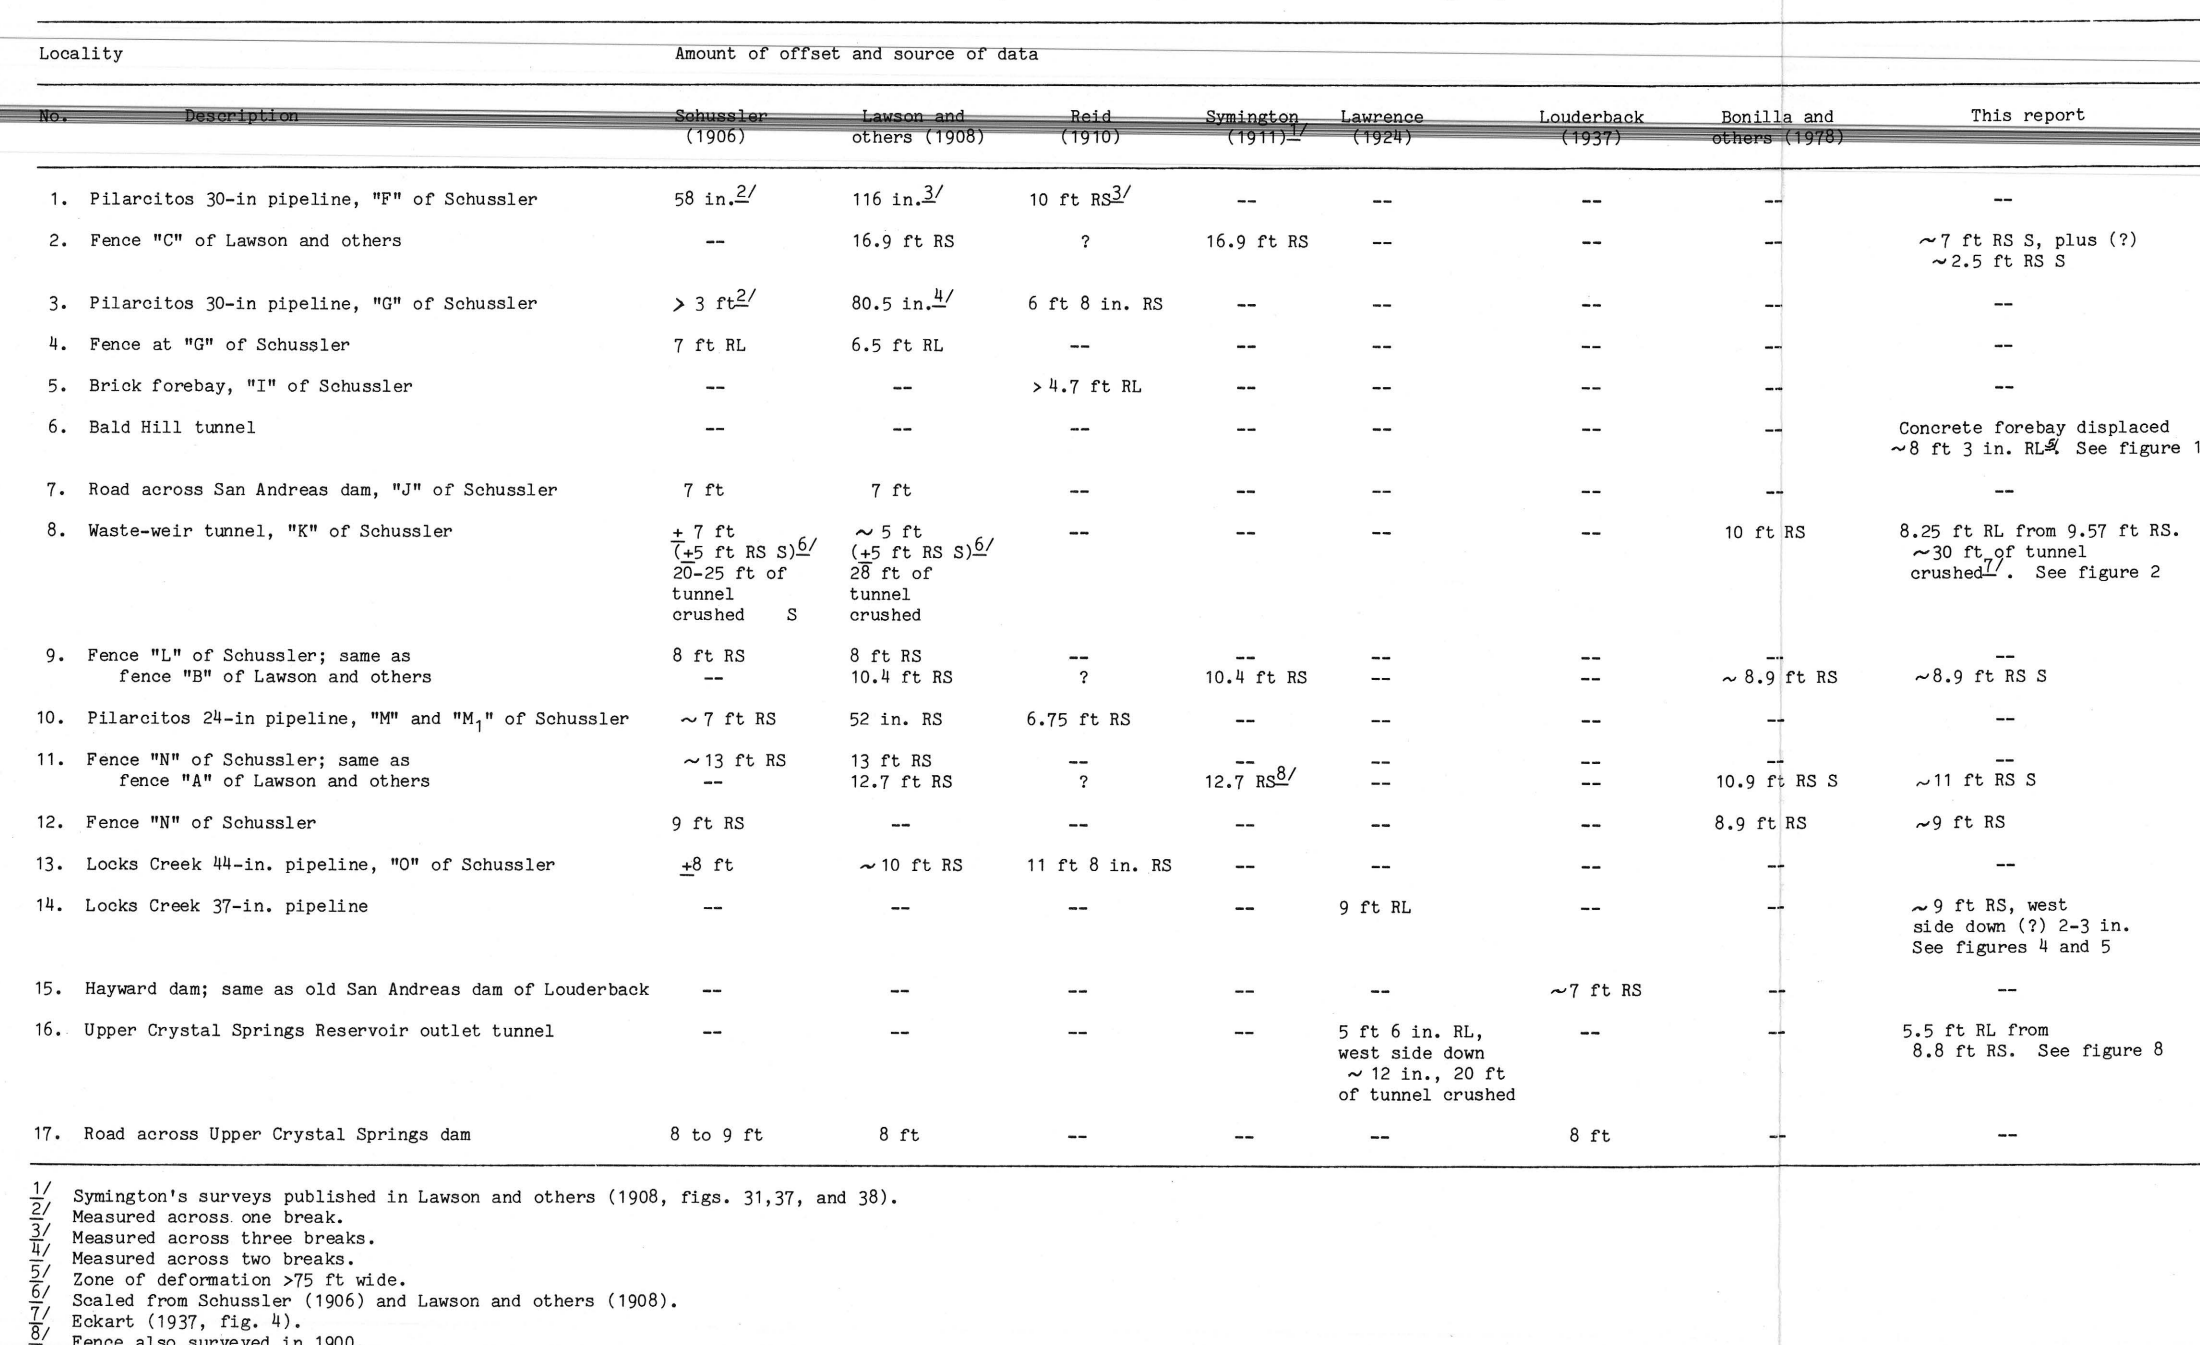 Locality Amount of offset and source of data
No. Description Schussler Lawson and Reid Symington Lawrence Louderback Bonilla and This report
(1906) others (1908) (1910) (1911)1/ (1924) (1937) others (1978)
1. Pilarcitos 30-in pipeline, "F" of Schussler 58 in.2/ 116 in.3/ 10 ft RS3/ -- -- -- -- --
2. Fence "C" of Lawson and others -- 16.9 ft RS ? 16.9 ft RS -- -- -- ~7 ft RS S, plus (?)
~2.5 ft RS S
3. Pilarcitos 30-in pipeline, "G" of Schussler > 3 ft2/ 80.5 in.4/ 6 ft 8 in. RS -- -- -- -- --
4. Fence at "G" of Schussler 7 ft RL 6.5 ft RL -- -- -- -- -- --
5. Brick forebay, "I" of Schussler -- -- > 4.7 ft RL -- -- -- -- --
6. Bald Hill tunnel -- -- -- -- -- -- -- Concrete forebay displaced
~8 ft 3 in. RL5/. See figure 1
7. Road across San Andreas dam, "J" of Schussler 7 ft 7 ft -- -- -- -- -- --
8. Waste-weir tunnel, "K" of Schussler ± 7 ft ~ 5 ft -- -- -- -- 10 ft RS 8.25 ft RL from 9.57 ft RS.
(±5 ft RS S)6/ (±5 ft RS S)6/ ~30 ft of tunnel
20-25 ft of 28 ft of crushed7/. See figure 2
tunnel tunnel
crushed S crushed
9. Fence "L" of Schussler; same as 8 ft RS 8 ft RS -- -- -- -- -- --
fence "B" of Lawson and others -- 10.4 ft RS ? 10.4 ft RS -- -- ~ 8.9 ft RS ~8.9 ft RS S
10. Pilarcitos 24-in pipeline, "M" and "M1" of Schussler ~ 7 ft RS 52 in. RS 6.75 ft RS -- -- -- -- --
11. Fence "N" of Schussler; same as ~13 ft RS 13 ft RS -- -- -- -- -- --
fence "A" of Lawson and others -- 12.7 ft RS ? 12.7 RS8/ -- -- 10.9 ft RS S ~11 ft RS S
12. Fence "N" of Schussler 9 ft RS -- -- -- -- -- 8.9 ft RS ~9 ft RS
13. Locks Creek 44-in. pipeline, "O" of Schussler ±8 ft ~ 10 ft RS 11 ft 8 in. RS -- -- -- -- --
14. Locks Creek 37-in. pipeline -- -- -- -- 9 ft RL -- -- ~ 9 ft RS, west
side down (?) 2-3 in.
See figures 4 and 5
15. Hayward dam; same as old San Andreas dam of Louderback -- -- -- -- -- ~7 ft RS -- --
16. Upper Crystal Springs Reservoir outlet tunnel -- -- -- -- 5 ft 6 in. RL, -- -- 5.5 ft RL from
west side down 8.8 ft RS. See figure 8
~ 12 in., 20 ft
of tunnel crushed
17. Road across Upper Crystal Springs dam 8 to 9 ft 8 ft -- -- -- 8 ft -- --
1/ Symington's surveys published in Lawson and others (1908, figs. 31,37, and 38).
2/ Measured across one break.
3/ Measured across three breaks.
4/ Measured across two breaks.
5/ Zone of deformation >75 ft wide.
6/ Scaled from Schussler (1906) and Lawson and others (1908).
7/ Eckart (1937, fig. 4).
8/ Fence also surveyed in 1900